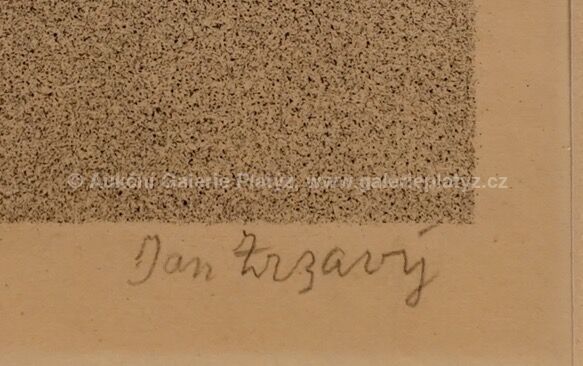 © Aukční Galerie Platýz, www.galerieplatyz.cz
Jan Zrzavý